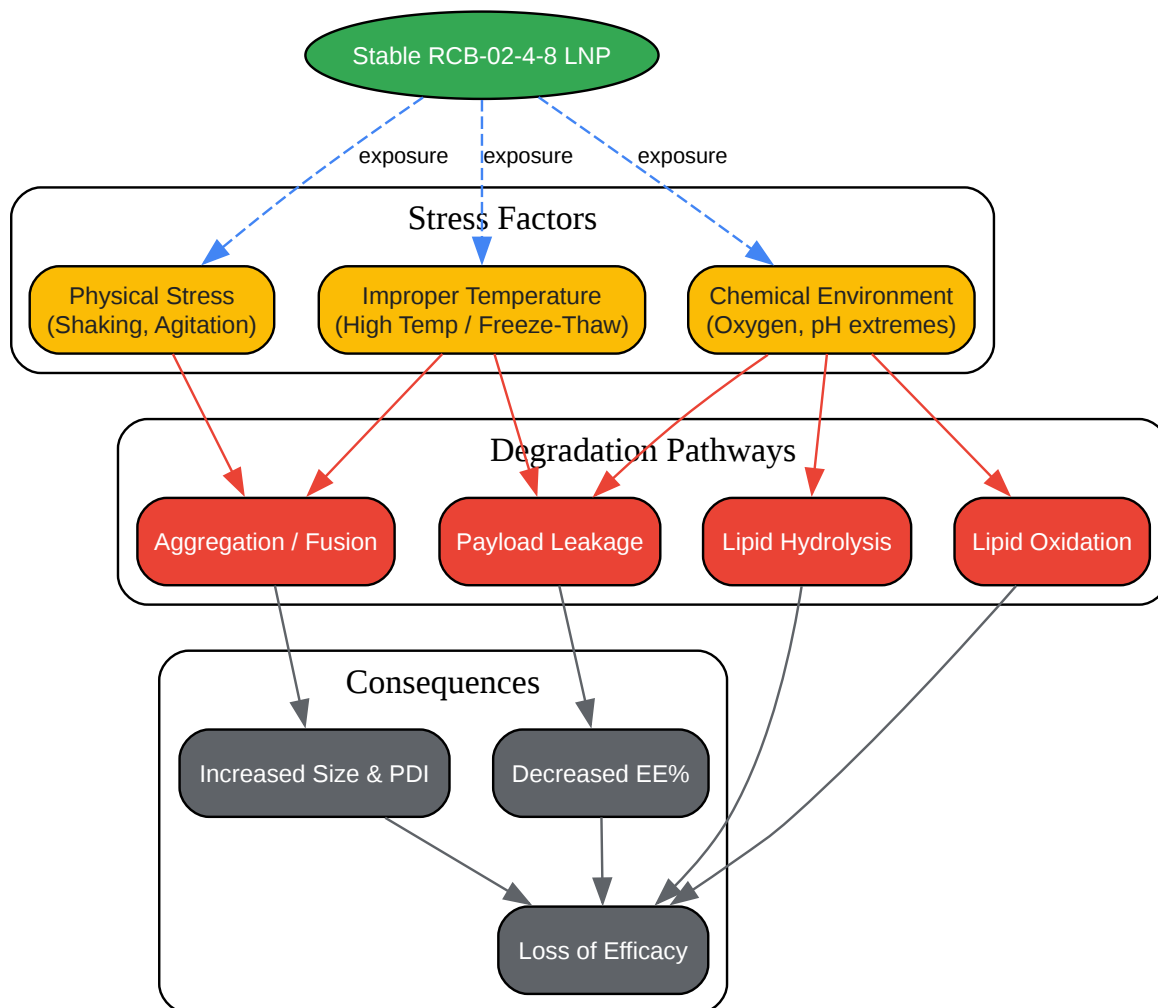 Stable RCB-02-4-8 LNP
exposure
exposure
exposure
Stress Factors
Physical Stress
(Shaking, Agitation)
Improper Temperature
(High Temp / Freeze-Thaw)
Chemical Environment
(Oxygen, pH extremes)
Degradation Pathways
Aggregation / Fusion
Payload Leakage
Lipid Hydrolysis
Lipid Oxidation
Consequences
Increased Size & PDI
Decreased EE%
Loss of Efficacy